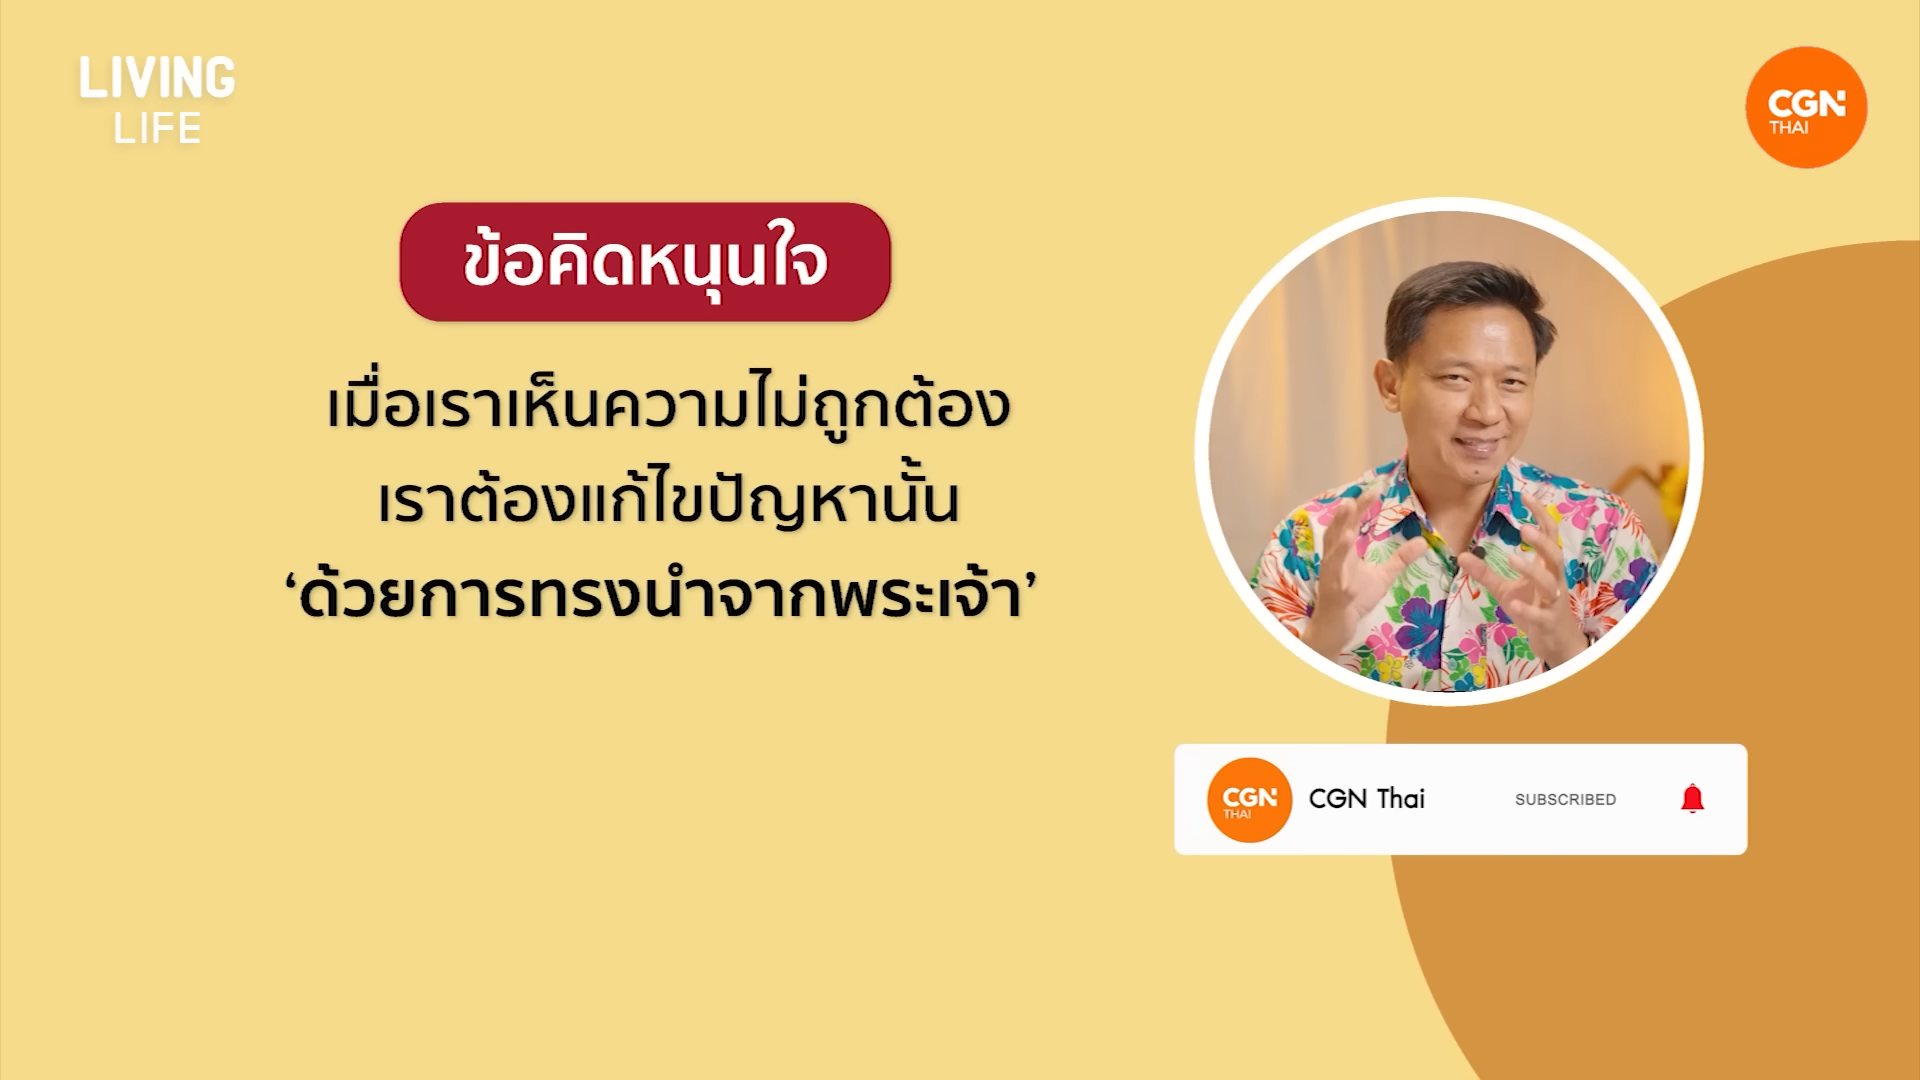 LIVING
LIFE
CGN
THAI
ข้อคิดหนุนใจ
เมื่อเราเห็นความไม่ถูกต้อง
เราต้องแก้ไขปัญหานั้น
‘ด้วยการทรงนำจากพระเจ้า’
CGN
THAI
CGN Thai
SUBSCRIBED